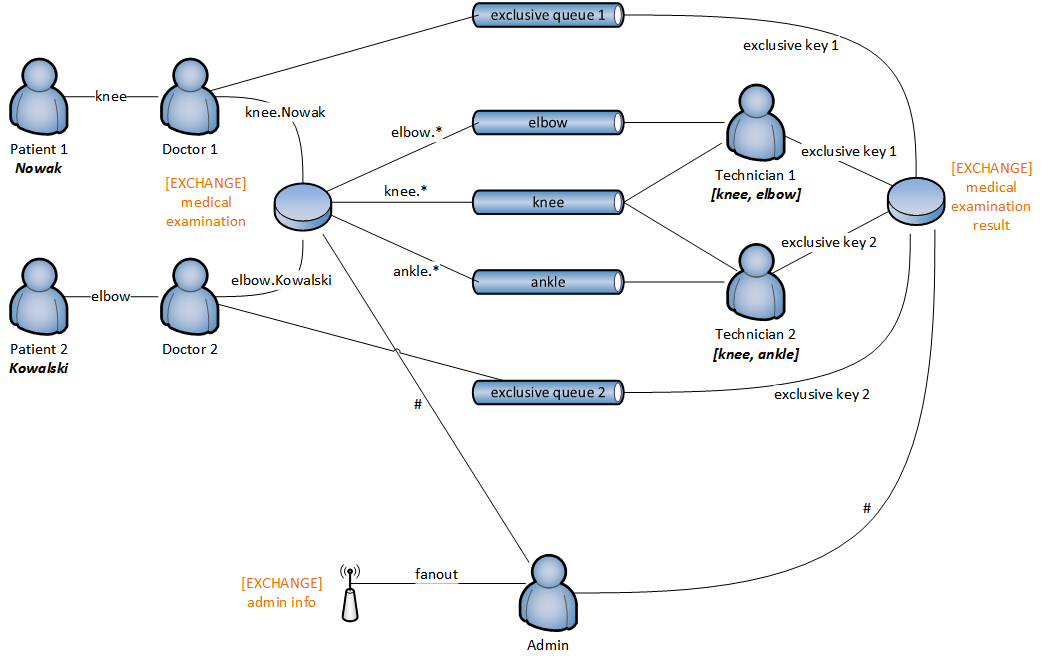 exclusive queue 1
exclusive key 1
knee
knee.Nowak
Patient 1
Nowak
Doctor 1
elbow.*
elbow
exclusive key 1
[EXCHANGE]
medical
examination
knee.*
knee
Technician 1
[knee, elbow]
[EXCHANGE]
medical
examination
result
exclusive key 2
elbow
elbow.Kowalski
ankle.*
ankle
Patient 2
Kowalski
Doctor 2
Technician 2
[knee, ankle]
exclusive queue 2
exclusive key 2
#
#
[EXCHANGE]
admin info
fanout
Admin